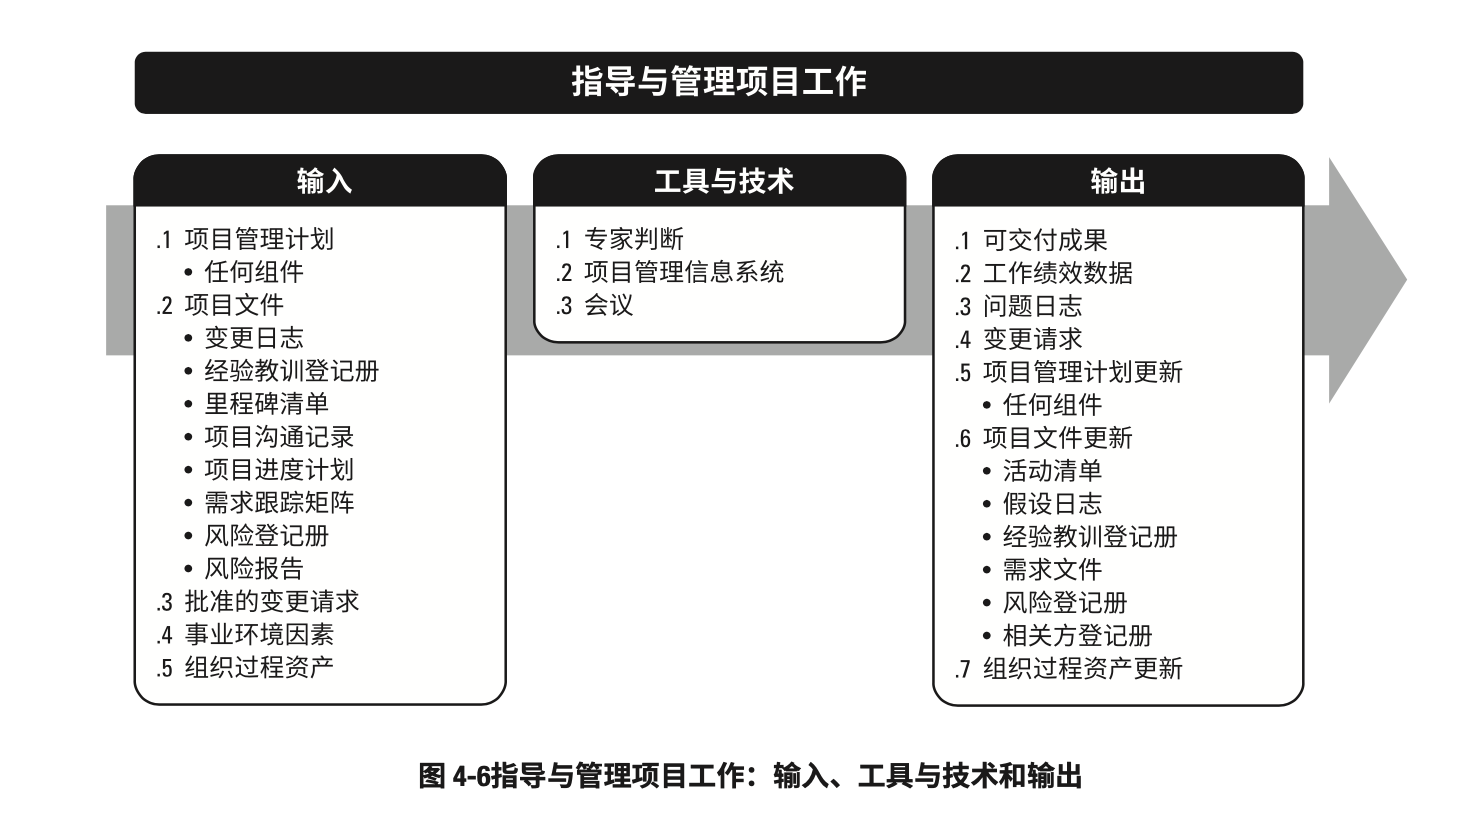 指导与管理项目工作
输入
.1 项目管理计划
• 任何组件
.2 项目文件
• 变更日志
• 经验教训登记册
• 里程碑清单
• 项目沟通记录
• 项目进度计划
• 需求跟踪矩阵
• 风险登记册
• 风险报告
.3 批准的变更请求
.4 事业环境因素
.5 组织过程资产
工具与技术
.1 专家判断
.2 项目管理信息系统
.3 会议
输出
.1 可交付成果
.2 工作绩效数据
.3 问题日志
.4 变更请求
.5 项目管理计划更新
• 任何组件
.6 项目文件更新
• 活动清单
• 假设日志
• 经验教训登记册
• 需求文件
• 风险登记册
• 相关方登记册
.7 组织过程资产更新
图 4-6指导与管理项目工作：输入、工具与技术和输出